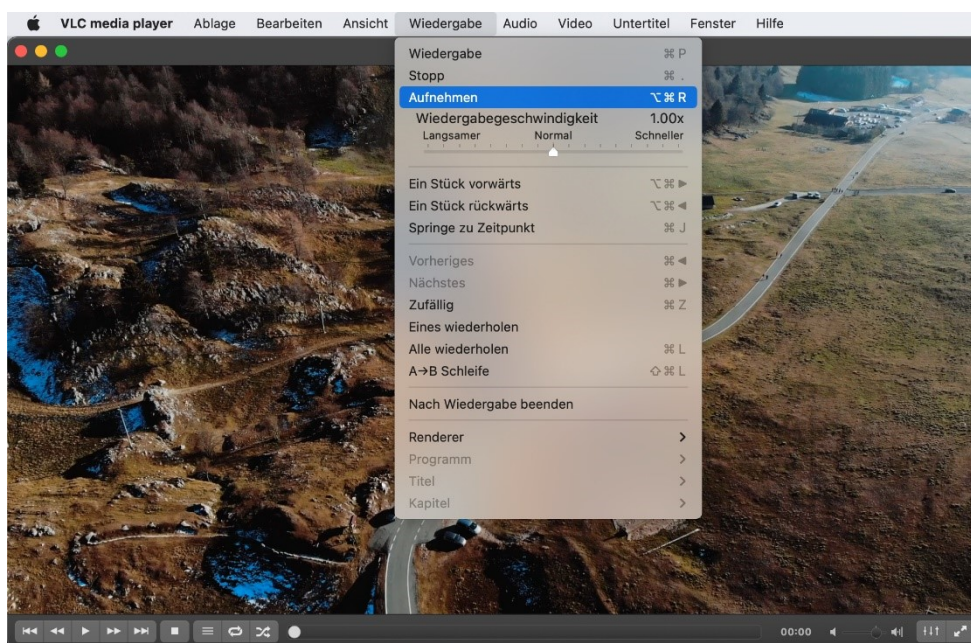 VLC media player Ablage Bearbeiten Ansicht Wiedergabe Audio Video Untertitel Fenster Hilfe
Wiedergabe ⌘ P
Stopp ⌘ .
Aufnehmen ⌥ ⌘ R
Wiedergabegeschwindigkeit 1.00x
Langsamer Normal Schneller
Ein Stück vorwärts ⌥ ⌘ ▶
Ein Stück rückwärts ⌥ ⌘ ◀
Springe zu Zeitpunkt ⌘ J
Vorheriges ⌘ ◀
Nächstes ⌘ ▶
Zufällig ⌘ Z
Eines wiederholen
Alle wiederholen ⌘ L
A→B Schleife ⇧ ⌘ L
Nach Wiedergabe beenden
Renderer >
Programm >
Titel >
Kapitel >
00:00